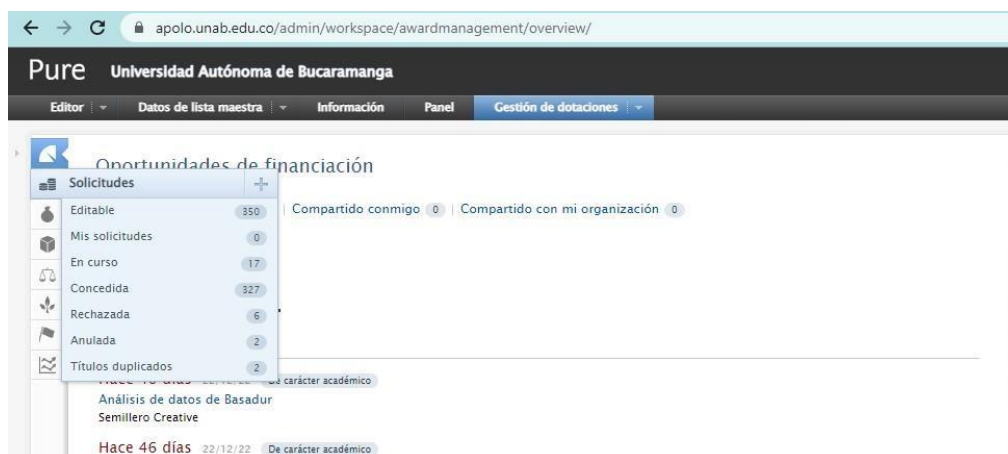 apolo.unab.edu.co/admin/workspace/awardmanagement/overview/
Pure Universidad Autónoma de Bucaramanga
Editor Datos de lista maestra Información Panel Gestión de dotaciones
Oportunidades de financiación
Solicitudes
Editable 350
Compartido conmigo 0 | Compartido con mi organización 0
Mis solicitudes 0
En curso 17
Concedida 327
Rechazada 6
Anulada 2
Títulos duplicados 2
De carácter académico
Análisis de datos de Basadur
Semillero Creative
Hace 46 días 22/12/22 De carácter académico